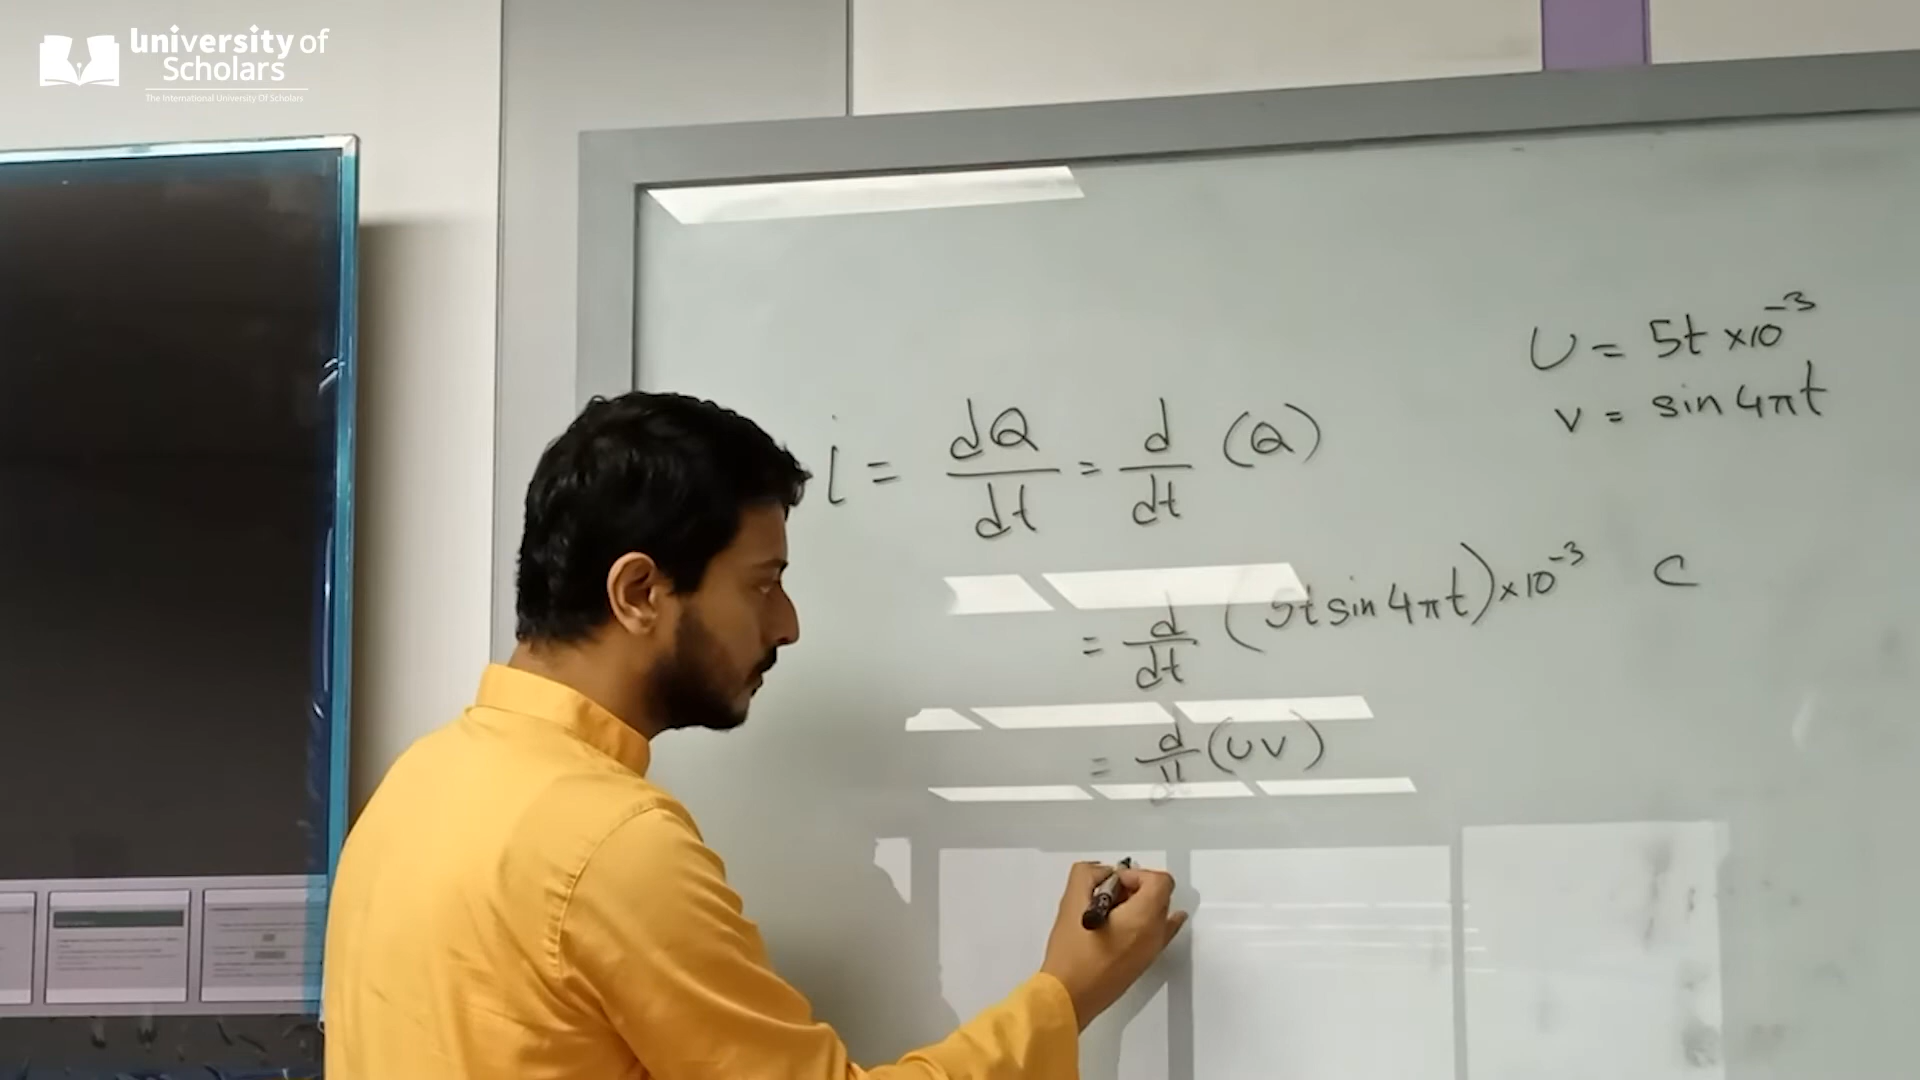 University of
Scholars
The International University Of Scholars
U = 5t ×10⁻³
V = sin 4πt
i = dQ/dt = d/dt (Q)
= d/dt (5t sin 4πt) ×10⁻³ C
= d/dt (UV)